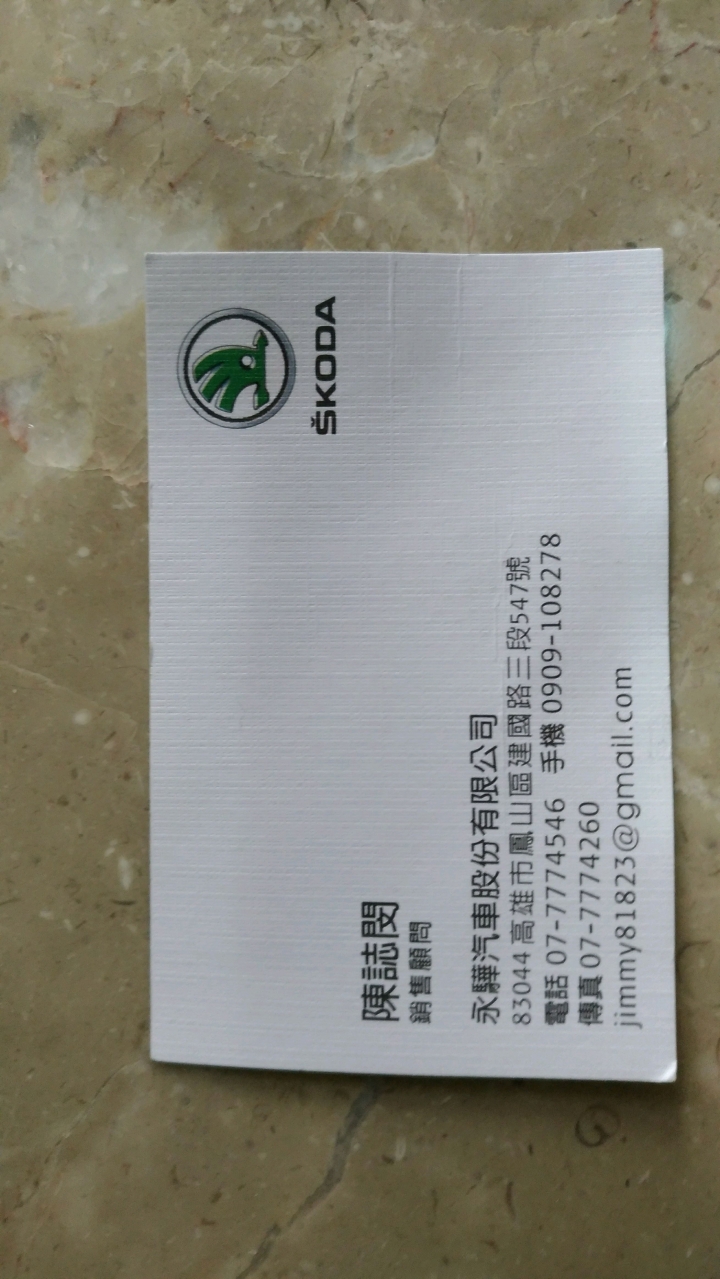 ŠKODA
陳誌閔
銷售顧問
永驊汽車股份有限公司
83044 高雄市鳳山區建國路三段547號
電話 07-7774546 手機 0909-108278
傳真 07-7774260
jimmy81823@gmail.com